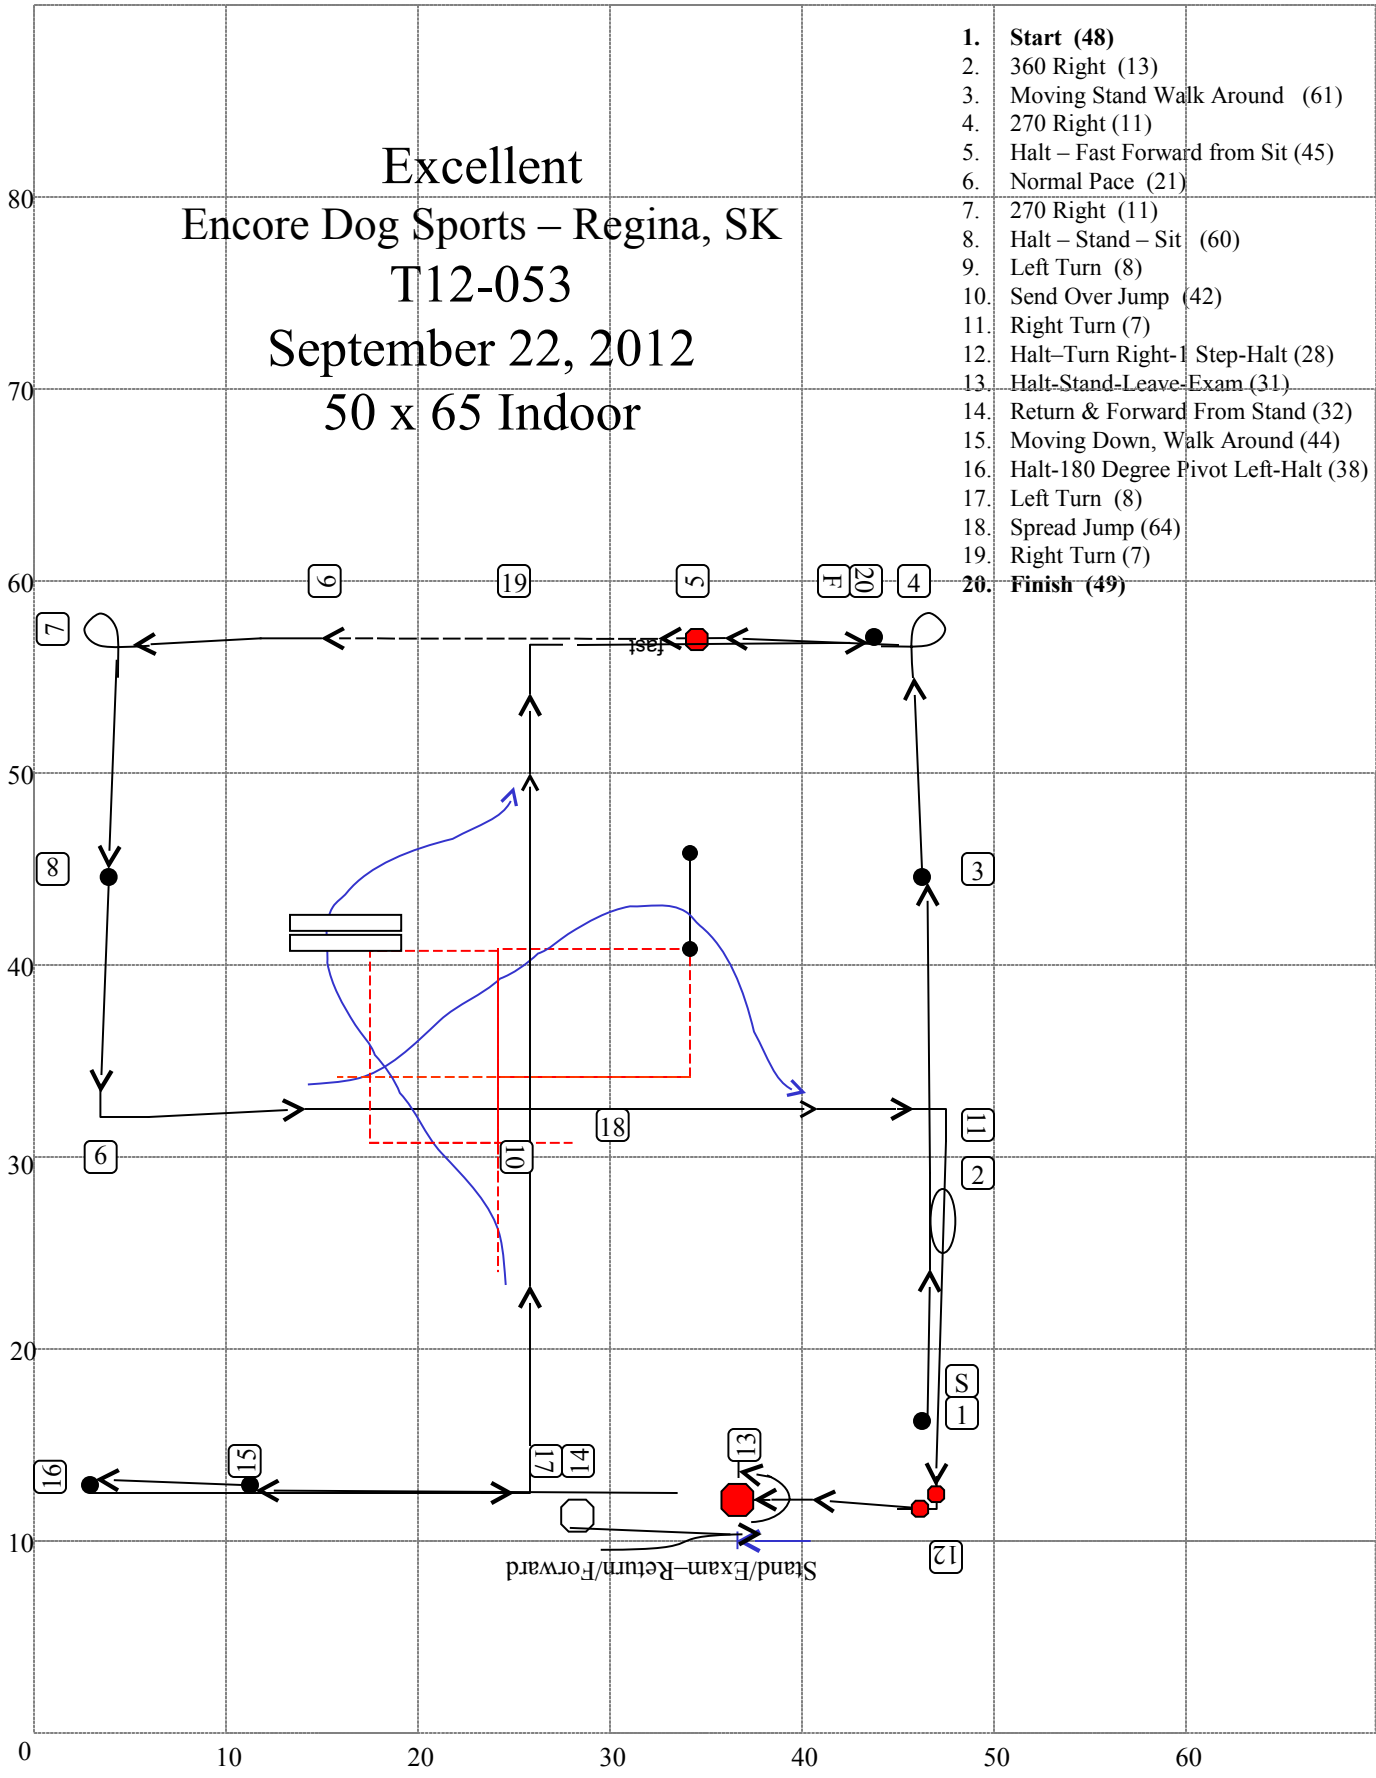 1. Start (48)
2. 360 Right (13)
3. Moving Stand Walk Around (61)
4. 270 Right (11)
5. Halt – Fast Forward from Sit (45)
6. Normal Pace (21)
7. 270 Right (11)
8. Halt – Stand – Sit (60)
9. Left Turn (8)
10. Send Over Jump (42)
11. Right Turn (7)
12. Halt–Turn Right-1 Step-Halt (28)
13. Halt-Stand-Leave-Exam (31)
14. Return & Forward From Stand (32)
15. Moving Down, Walk Around (44)
16. Halt-180 Degree Pivot Left-Halt (38)
17. Left Turn (8)
18. Spread Jump (64)
19. Right Turn (7)
20. Finish (49)
Excellent
Encore Dog Sports – Regina, SK
T12-053
September 22, 2012
50 x 65 Indoor
80
70
60
6
19
5
F
20
4
7
fast
50
8
3
40
11
18
9
10
30
2
20
S
1
13
16
15
17
14
12
10
Stand/Exam–Return/Forward
0
10
20
30
40
50
60